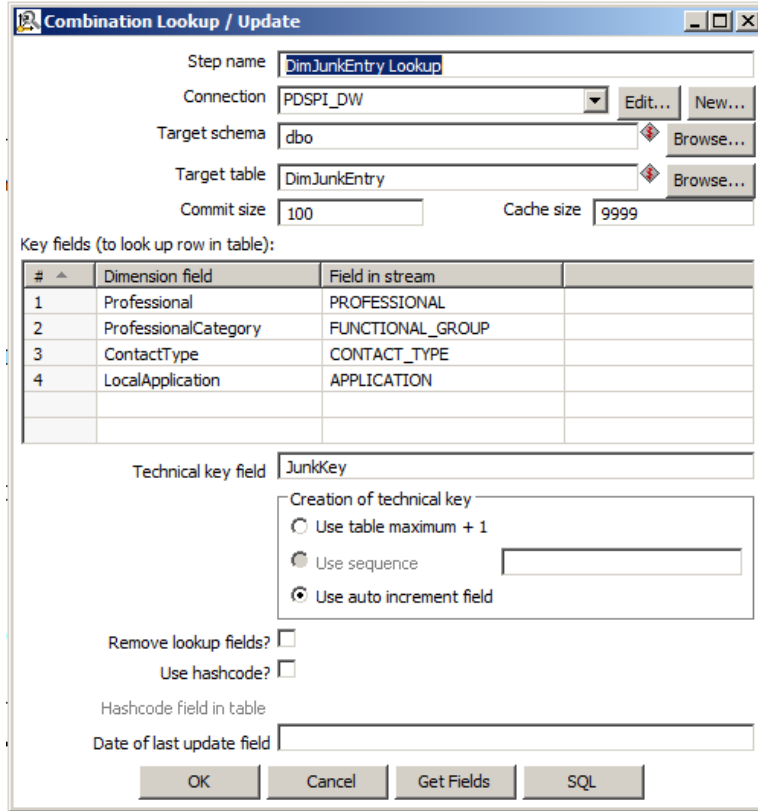 Combination Lookup / Update
Step name DimJunkEntry Lookup
Connection PDSPI_DW Edit... New...
Target schema dbo Browse...
Target table DimJunkEntry Browse...
Commit size 100 Cache size 9999
Key fields (to look up row in table):
# Dimension field Field in stream
1 Professional PROFESSIONAL
2 ProfessionalCategory FUNCTIONAL_GROUP
3 ContactType CONTACT_TYPE
4 LocalApplication APPLICATION
Technical key field JunkKey
Creation of technical key
Use table maximum + 1
Use sequence
Use auto increment field
Remove lookup fields?
Use hashcode?
Hashcode field in table
Date of last update field
OK Cancel Get Fields SQL